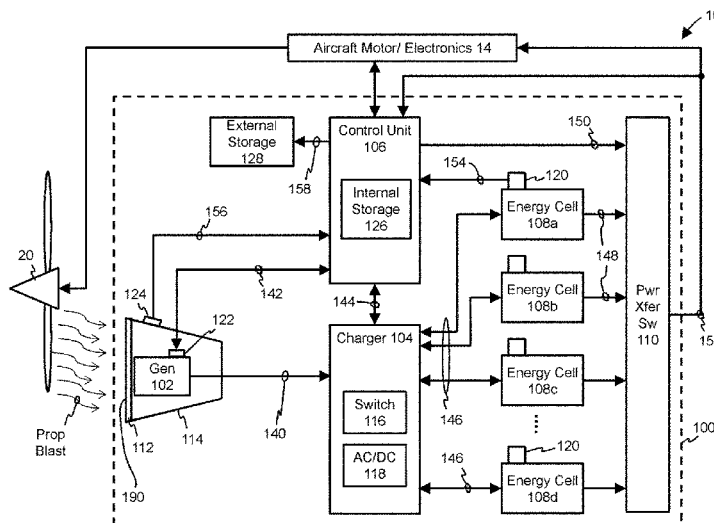 10
Aircraft Motor/ Electronics 14
External
Storage
128
158
Control Unit
106
Internal
Storage
126
150
154
120
Energy Cell
108a
148
156
20
142
144
124
122
Gen
102
Charger 104
Energy Cell
108b
Pwr
Xfer
Sw
110
15
Energy Cell
108c
146
Switch
116
140
Prop
Blast
112
114
190
AC/DC
118
146
120
Energy Cell
108d
100